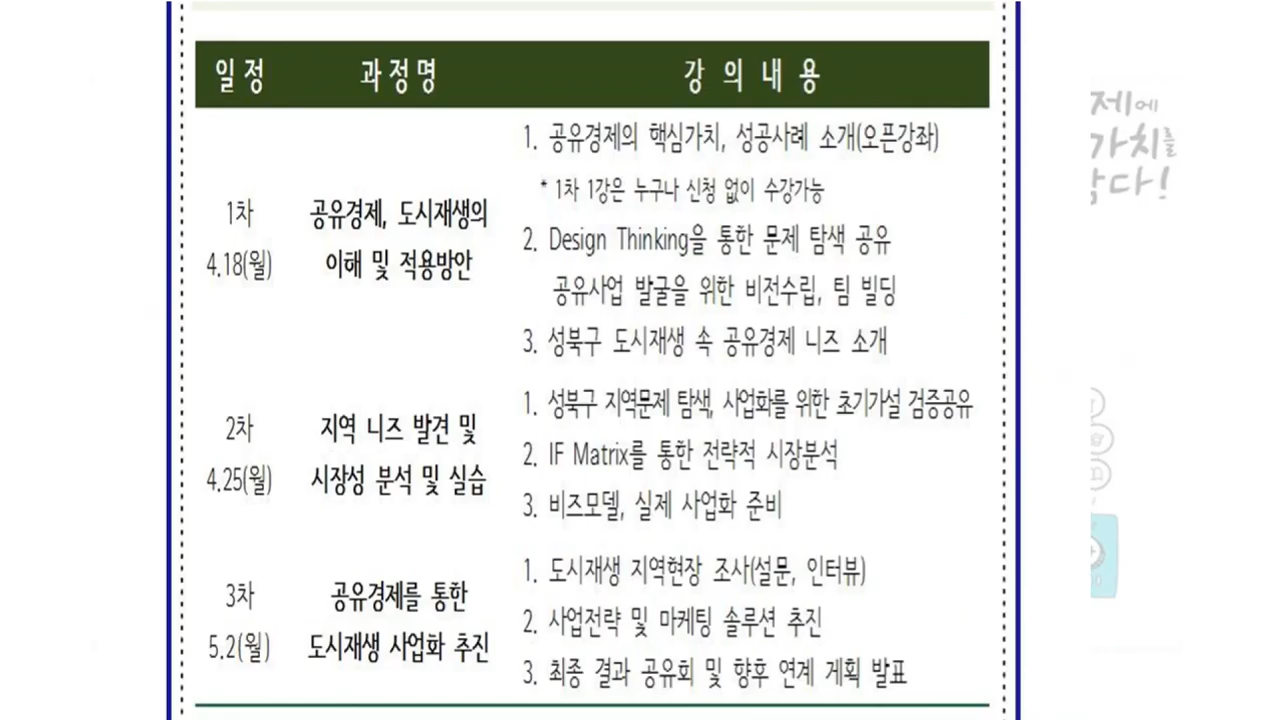 일정 과정명 강의내용
1차
4.18(월)
공유경제, 도시재생의
이해 및 적용방안
1. 공유경제의 핵심가치, 성공사례 소개(오픈강좌)
* 1차 1강은 누구나 신청 없이 수강가능
2. Design Thinking을 통한 문제 탐색 공유
공유사업 발굴을 위한 비전수립, 팀 빌딩
3. 성북구 도시재생 속 공유경제 니즈 소개
2차
4.25(월)
지역 니즈 발견 및
시장성 분석 및 실습
1. 성북구 지역문제 탐색, 사업화를 위한 초기가설 검증공유
2. IF Matrix를 통한 전략적 시장분석
3. 비즈모델, 실제 사업화 준비
3차
5.2(월)
공유경제를 통한
도시재생 사업화 추진
1. 도시재생 지역현장 조사(설문, 인터뷰)
2. 사업전략 및 마케팅 솔루션 추진
3. 최종 결과 공유회 및 향후 연계 계획 발표
제에
가치를
다!